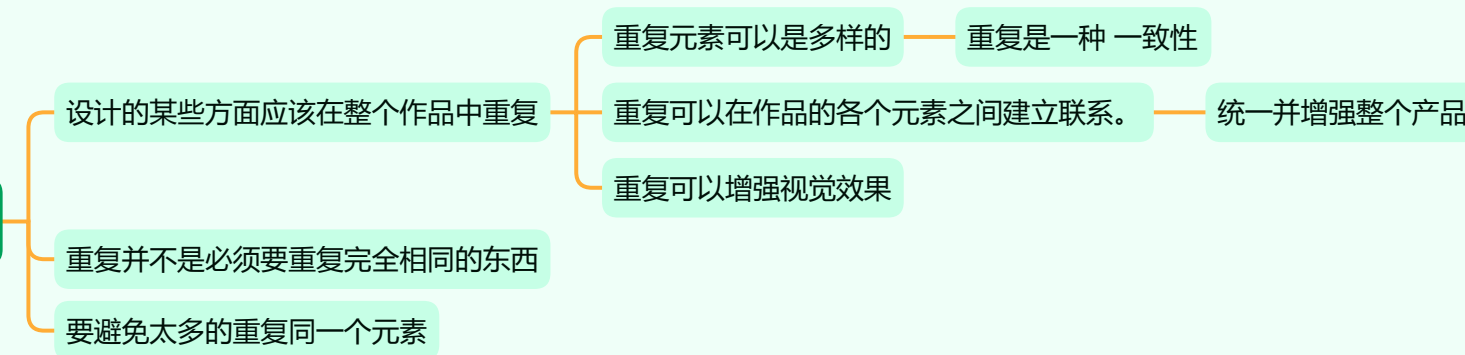 重复元素可以是多样的
重复是一种 一致性
设计的某些方面应该在整个作品中重复
重复可以在作品的各个元素之间建立联系。
统一并增强整个产品
重复可以增强视觉效果
重复并不是必须要重复完全相同的东西
要避免太多的重复同一个元素